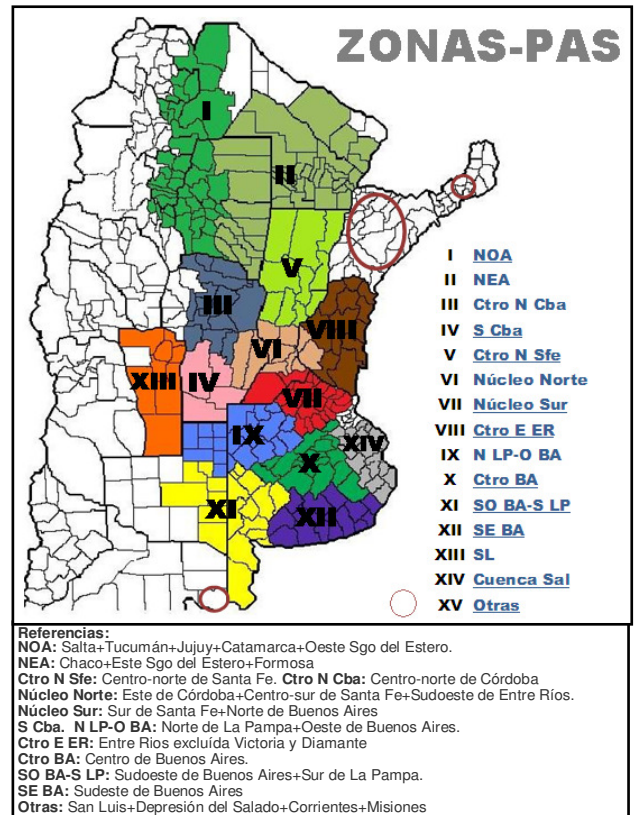 ZONAS-PAS
I
II
III
V
VI
VIII
XIII
IV
VII
IX
XIV
X
XI
XII
I NOA
II NEA
III Ctro N Cba
IV S Cba
V Ctro N Sfe
VI Núcleo Norte
VII Núcleo Sur
VIII Ctro E ER
IX N LP-O BA
X Ctro BA
XI SO BA-S LP
XII SE BA
XIII SL
XIV Cuenca Sal
XV Otras
Referencias:
NOA: Salta+Tucumán+Jujuy+Catamarca+Oeste Sgo del Estero.
NEA: Chaco+Este Sgo del Estero+Formosa
Ctro N Sfe: Centro-norte de Santa Fe. Ctro N Cba: Centro-norte de Córdoba
Núcleo Norte: Este de Córdoba+Centro-sur de Santa Fe+Sudoeste de Entre Ríos.
Núcleo Sur: Sur de Santa Fe+Norte de Buenos Aires
S Cba. N LP-O BA: Norte de La Pampa+Oeste de Buenos Aires.
Ctro E ER: Entre Rios excluída Victoria y Diamante
Ctro BA: Centro de Buenos Aires.
SO BA-S LP: Sudoeste de Buenos Aires+Sur de La Pampa.
SE BA: Sudeste de Buenos Aires
Otras: San Luis+Depresión del Salado+Corrientes+Misiones